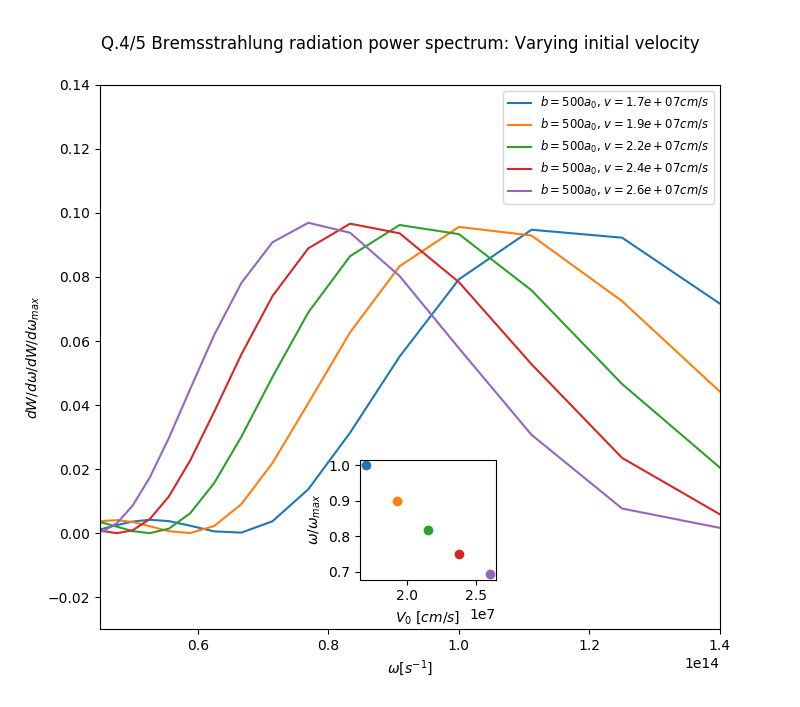 Q.4/5 Bremsstrahlung radiation power spectrum: Varying initial velocity
0.14
0.12
0.10
0.08
0.06
0.04
0.02
0.00
−0.02
dW/dω/dW/dω_max
b = 500a₀, v = 1.7e + 07cm/s
b = 500a₀, v = 1.9e + 07cm/s
b = 500a₀, v = 2.2e + 07cm/s
b = 500a₀, v = 2.4e + 07cm/s
b = 500a₀, v = 2.6e + 07cm/s
1.0
0.9
0.8
0.7
ω/ω_max
2.0 2.5
1e7
V₀ [cm/s]
0.6 0.8 1.0 1.2 1.4
1e14
ω[s⁻¹]